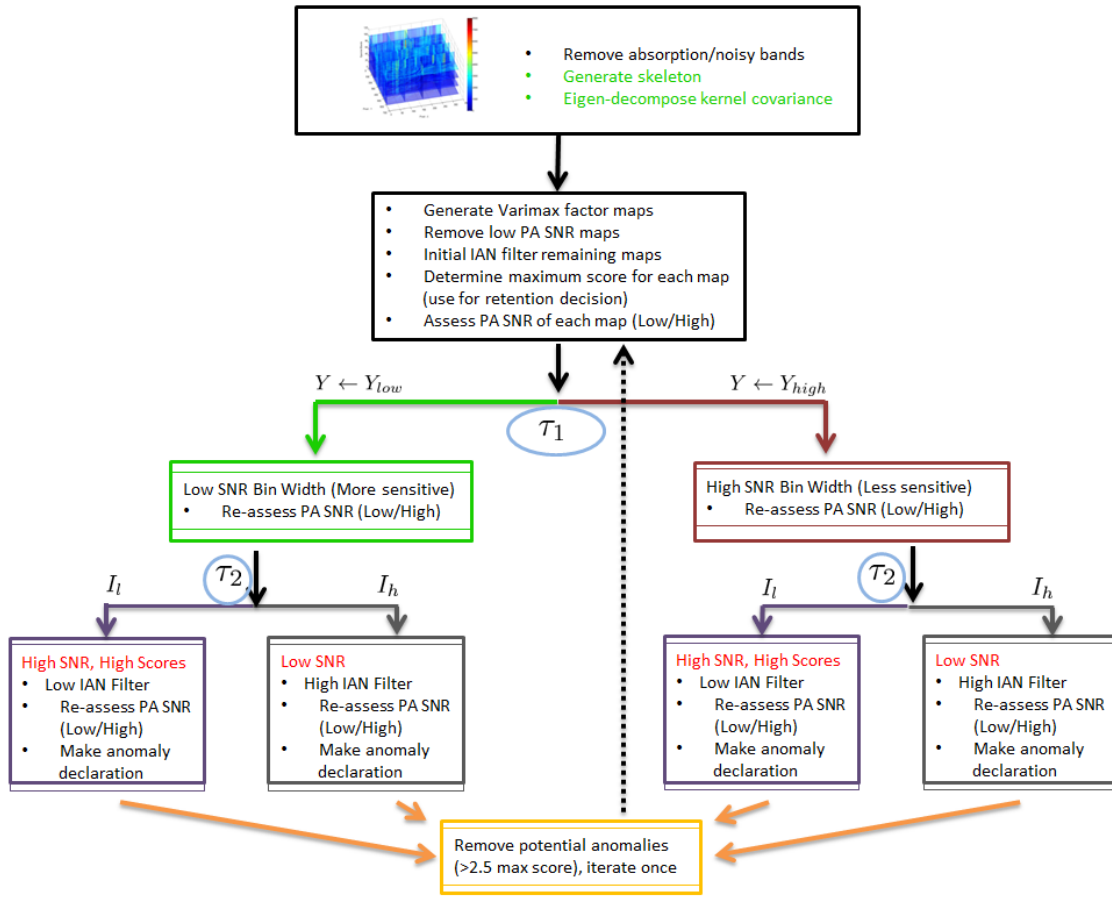 • Remove absorption/noisy bands
• Generate skeleton
• Eigen-decompose kernel covariance
• Generate Varimax factor maps
• Remove low PA SNR maps
• Initial IAN filter remaining maps
• Determine maximum score for each map
(use for retention decision)
• Assess PA SNR of each map (Low/High)
Y ← Y_low
Y ← Y_high
τ1
Low SNR Bin Width (More sensitive)
• Re-assess PA SNR (Low/High)
High SNR Bin Width (Less sensitive)
• Re-assess PA SNR (Low/High)
τ2
I_l
I_h
τ2
I_l
I_h
High SNR, High Scores
• Low IAN Filter
• Re-assess PA SNR
(Low/High)
• Make anomaly
declaration
Low SNR
• High IAN Filter
• Re-assess PA SNR
(Low/High)
• Make anomaly
declaration
High SNR, High Scores
• Low IAN Filter
• Re-assess PA SNR
(Low/High)
• Make anomaly
declaration
Low SNR
• High IAN Filter
• Re-assess PA SNR
(Low/High)
• Make anomaly
declaration
Remove potential anomalies
(>2.5 max score), iterate once